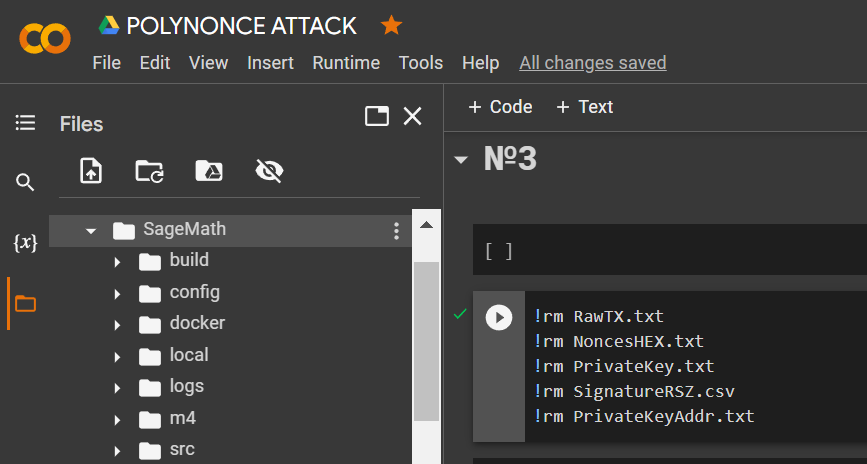 POLYNONCE ATTACK
File Edit View Insert Runtime Tools Help All changes saved
Files
+ Code + Text
№3
{x}
SageMath
build
config
docker
local
logs
m4
src
[ ]
!rm RawTX.txt
!rm NoncesHEX.txt
!rm PrivateKey.txt
!rm SignatureRSZ.csv
!rm PrivateKeyAddr.txt